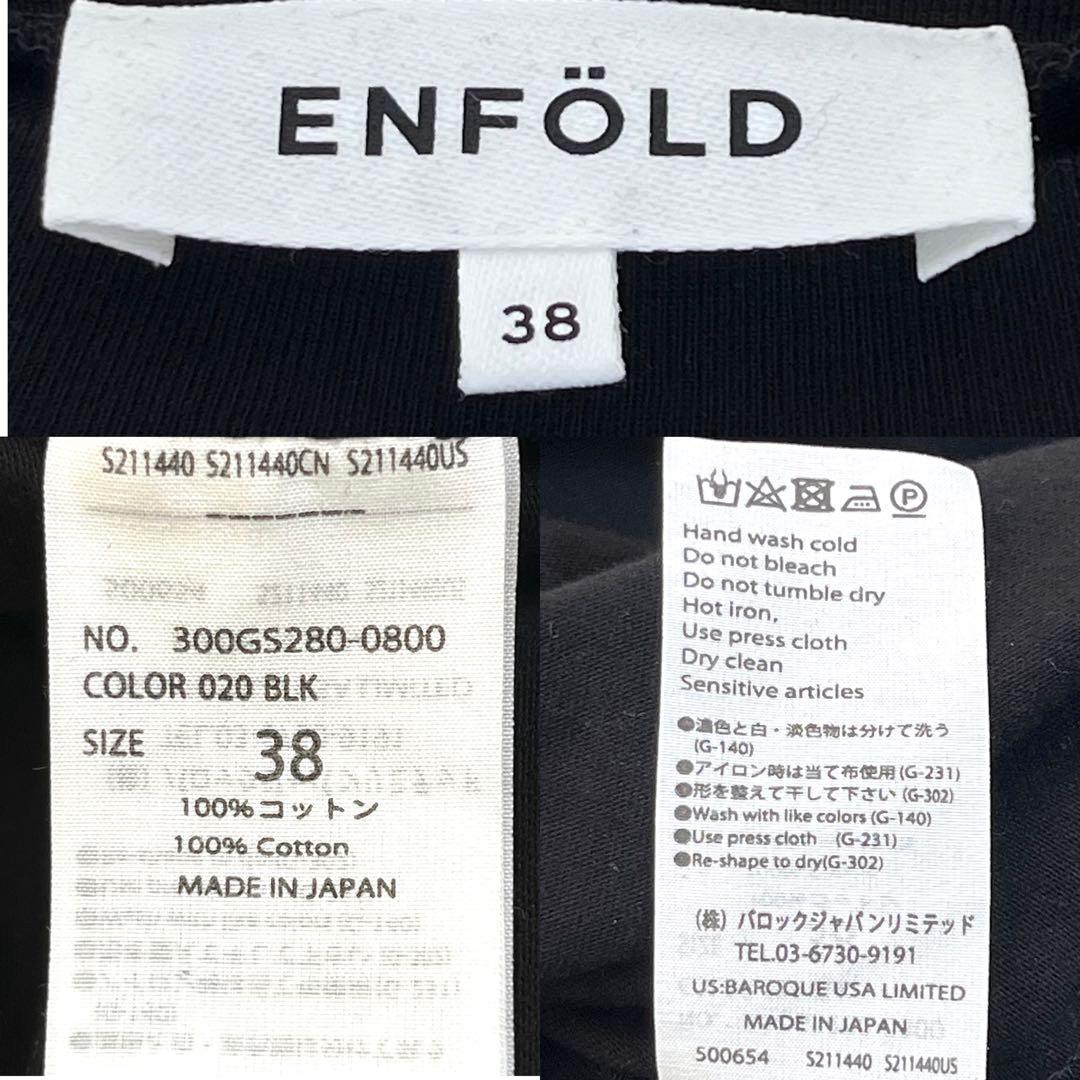 ENFÖLD
38
S211440 S211440CN S211440US
NO. 300GS280-0800
COLOR 020 BLK
SIZE 38
100%コットン
100% Cotton
MADE IN JAPAN
P
Hand wash cold
Do not bleach
Do not tumble dry
Hot iron,
Use press cloth
Dry clean
Sensitive articles
●濃色と白・淡色物は分けて洗う
(G-140)
●アイロン時は当て布使用(G-231)
●形を整えて干して下さい(G-302)
●Wash with like colors (G-140)
●Use press cloth (G-231)
●Re-shape to dry(G-302)
(株) バロックジャパンリミテッド
TEL.03-6730-9191
US:BAROQUE USA LIMITED
MADE IN JAPAN
500654 S211440 S211440US